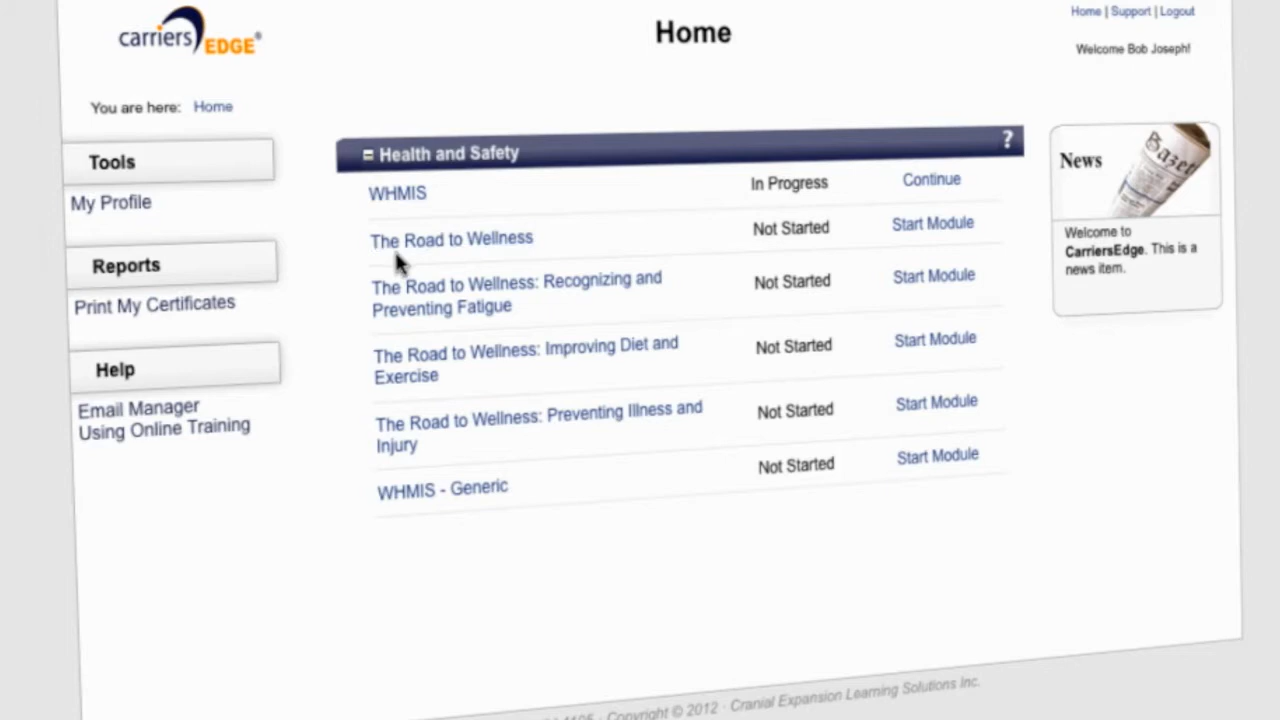 carriers EDGE®
Home
Home | Support | Logout
Welcome Bob Joseph!
You are here: Home
Tools
My Profile
Reports
Print My Certificates
Help
Email Manager
Using Online Training
Health and Safety ?
WHMIS In Progress Continue
The Road to Wellness Not Started Start Module
The Road to Wellness: Recognizing and
Preventing Fatigue Not Started Start Module
The Road to Wellness: Improving Diet and
Exercise Not Started Start Module
The Road to Wellness: Preventing Illness and
Injury Not Started Start Module
WHMIS - Generic Not Started Start Module
News
Welcome to
CarriersEdge. This is a
news item.
Copyright © 2012 - Cranial Expansion Learning Solutions Inc.